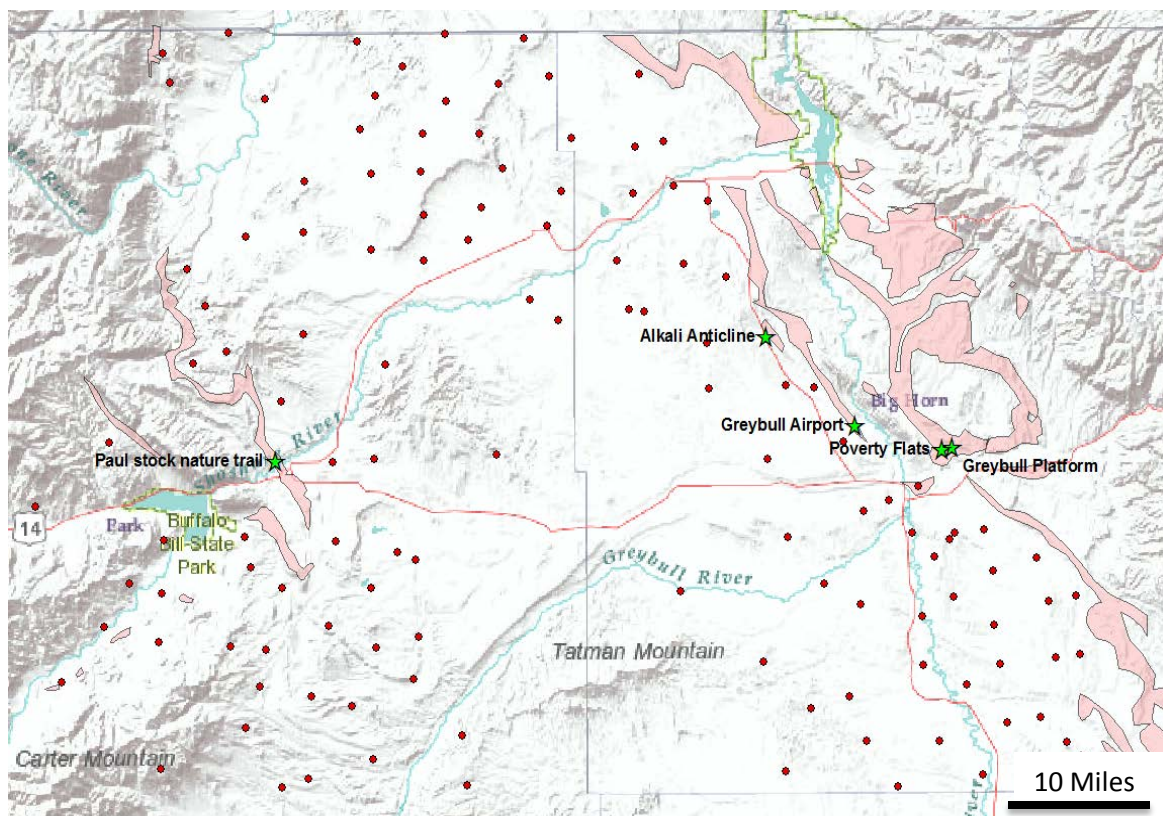 Alkali Anticline
Big Horn
Greybull Airport
Poverty Flats
Greybull Platform
Paul stock nature trail
River
14
Park
Buffalo
Bill State
Park
Greybull River
Tatman Mountain
Carter Mountain
10 Miles
River